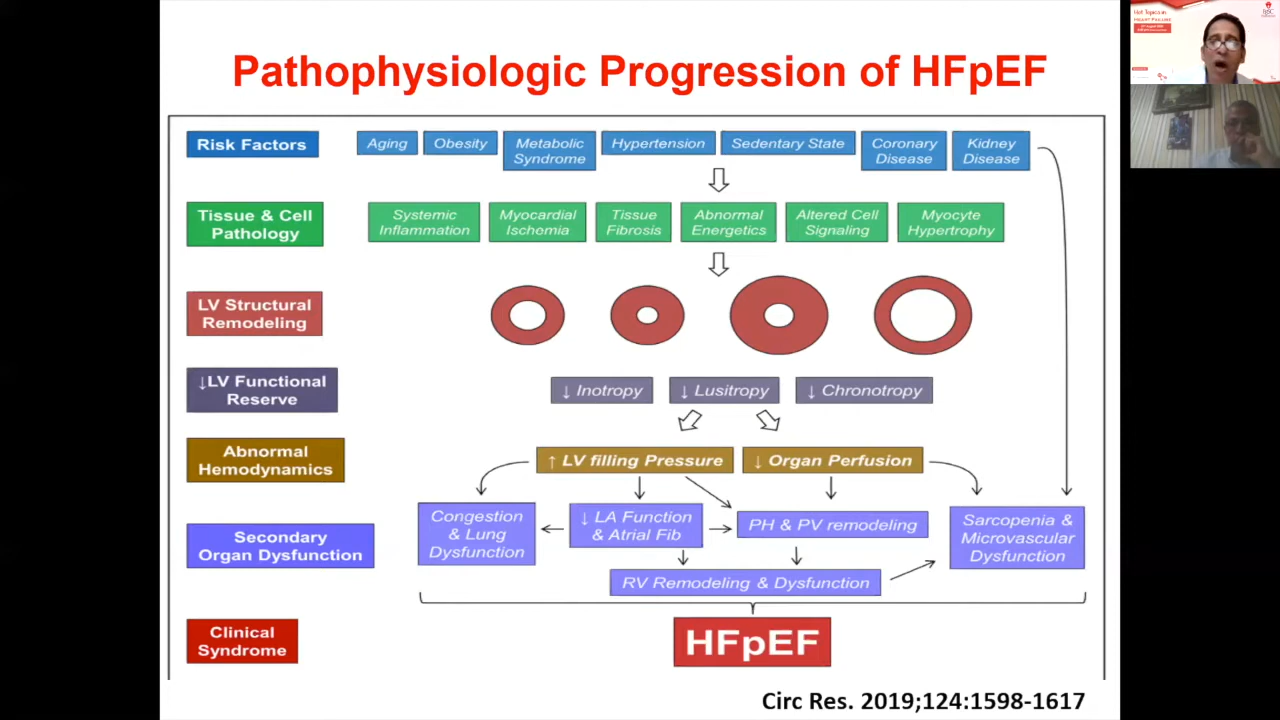 Pathophysiologic Progression of HFpEF
Risk Factors
Aging
Obesity
Metabolic
Syndrome
Hypertension
Sedentary State
Coronary
Disease
Kidney
Disease
Tissue & Cell
Pathology
Systemic
Inflammation
Myocardial
Ischemia
Tissue
Fibrosis
Abnormal
Energetics
Altered Cell
Signaling
Myocyte
Hypertrophy
LV Structural
Remodeling
↓LV Functional
Reserve
↓ Inotropy
↓ Lusitropy
↓ Chronotropy
Abnormal
Hemodynamics
↑ LV filling Pressure
↓ Organ Perfusion
Secondary
Organ Dysfunction
Congestion
& Lung
Dysfunction
↓ LA Function
& Atrial Fib
PH & PV remodeling
Sarcopenia &
Microvascular
Dysfunction
RV Remodeling & Dysfunction
Clinical
Syndrome
HFpEF
Circ Res. 2019;124:1598-1617
Hot Topics in